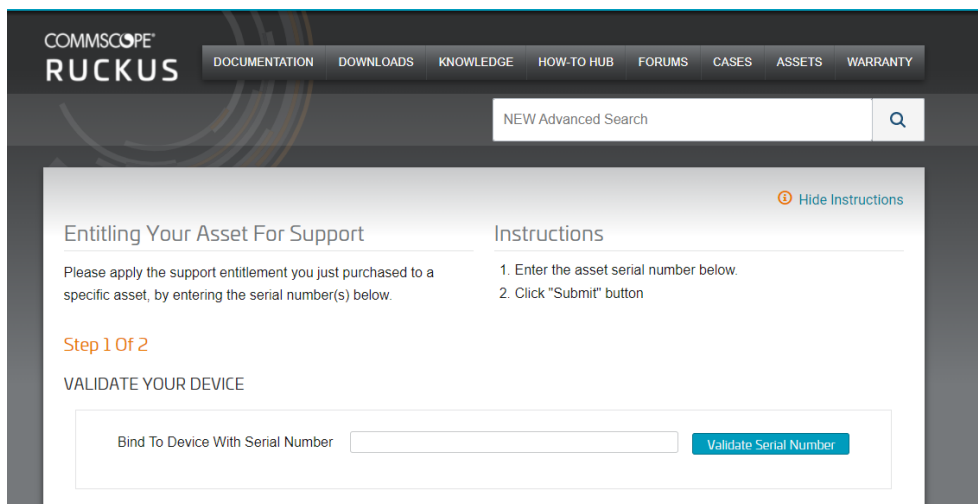 COMMSCOPE®
RUCKUS
DOCUMENTATION DOWNLOADS KNOWLEDGE HOW-TO HUB FORUMS CASES ASSETS WARRANTY
NEW Advanced Search
Hide Instructions
Entitling Your Asset For Support
Please apply the support entitlement you just purchased to a
specific asset, by entering the serial number(s) below.
Instructions
1. Enter the asset serial number below.
2. Click "Submit" button
Step 1 Of 2
VALIDATE YOUR DEVICE
Bind To Device With Serial Number
Validate Serial Number